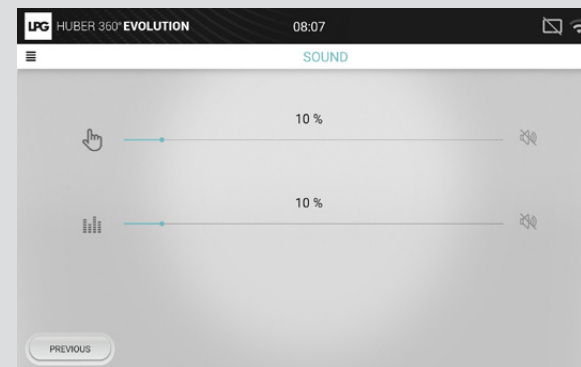 LPG HUBER 360° EVOLUTION 08:07
SOUND
10 %
10 %
PREVIOUS